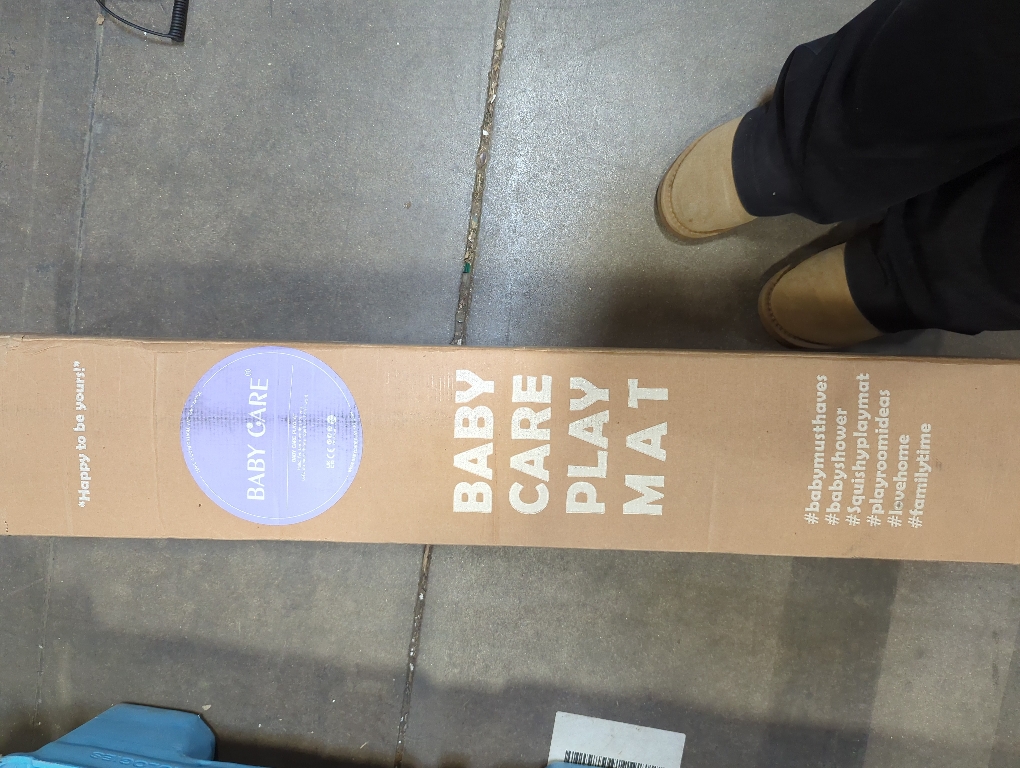 "Happy to be yours!"
BABY CARE®
BABY
CARE
PLAY
MAT
#babymusthaves
#babyshower
#Squishyplaymat
#playroomideas
#lovehome
#familytime